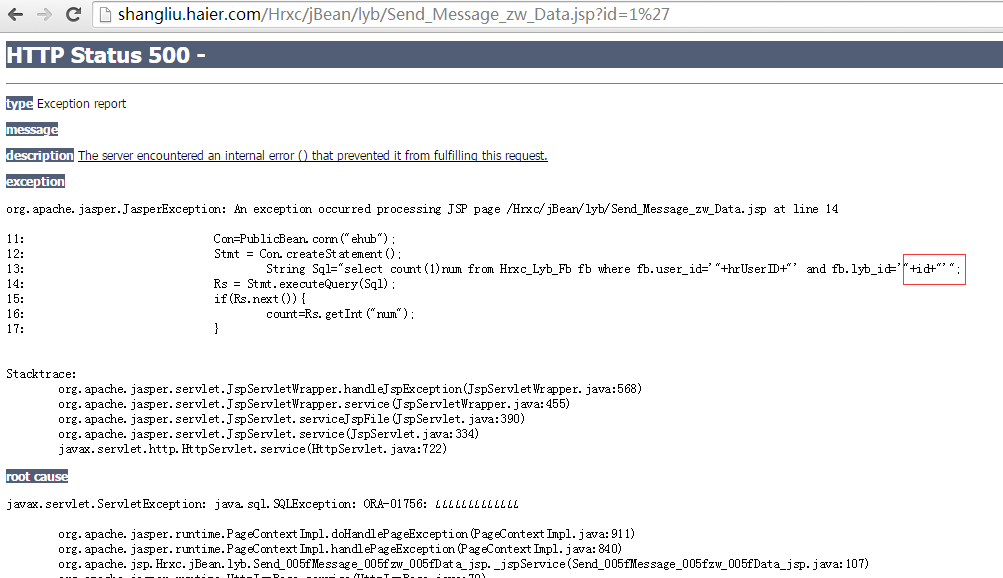 shangliu.haier.com/Hrxc/jBean/lyb/Send_Message_zw_Data.jsp?id=1%27
HTTP Status 500 -
type Exception report
message
description The server encountered an internal error () that prevented it from fulfilling this request.
exception
org.apache.jasper.JasperException: An exception occurred processing JSP page /Hrxc/jBean/lyb/Send_Message_zw_Data.jsp at line 14
11: Con=PublicBean.conn("ehub");
12: Stmt = Con.createStatement();
13: String Sql="select count(1)num from Hrxc_Lyb_Fb fb where fb.user_id='"+hrUserID+"' and fb.lyb_id='"+id+"'";
14: Rs = Stmt.executeQuery(Sql);
15: if(Rs.next()){
16: count=Rs.getInt("num");
17: }
Stacktrace:
org.apache.jasper.servlet.JspServletWrapper.handleJspException(JspServletWrapper.java:568)
org.apache.jasper.servlet.JspServletWrapper.service(JspServletWrapper.java:455)
org.apache.jasper.servlet.JspServlet.serviceJspFile(JspServlet.java:390)
org.apache.jasper.servlet.JspServlet.service(JspServlet.java:334)
javax.servlet.http.HttpServlet.service(HttpServlet.java:722)
root cause
javax.servlet.ServletException: java.sql.SQLException: ORA-01756: ¿¿¿¿¿¿¿¿¿¿¿¿¿
org.apache.jasper.runtime.PageContextImpl.doHandlePageException(PageContextImpl.java:911)
org.apache.jasper.runtime.PageContextImpl.handlePageException(PageContextImpl.java:840)
org.apache.jsp.Hrxc.jBean.lyb.Send_005fMessage_005fzw_005fData_jsp._jspService(Send_005fMessage_005fzw_005fData_jsp.java:107)